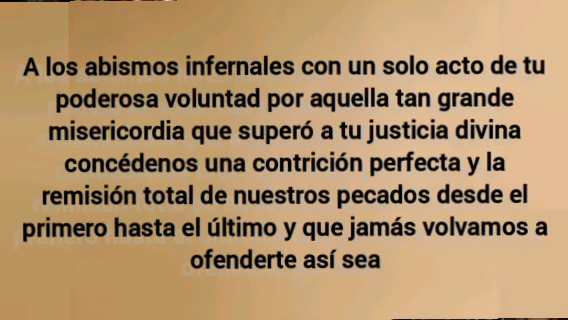 A los abismos infernales con un solo acto de tu
poderosa voluntad por aquella tan grande
misericordia que superó a tu justicia divina
concédenos una contrición perfecta y la
remisión total de nuestros pecados desde el
primero hasta el último y que jamás volvamos a
ofenderte así sea